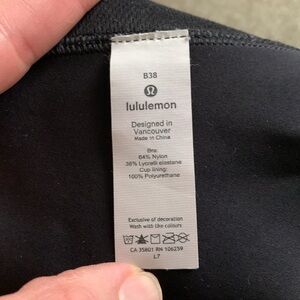 B38
lululemon
Designed in
Vancouver
Made in China
Bra:
64% Nylon
36% Lycra® elastane
Cup lining:
100% Polyurethane
Exclusive of decoration
Wash with like colours
CA 35801 RN 106259
L7